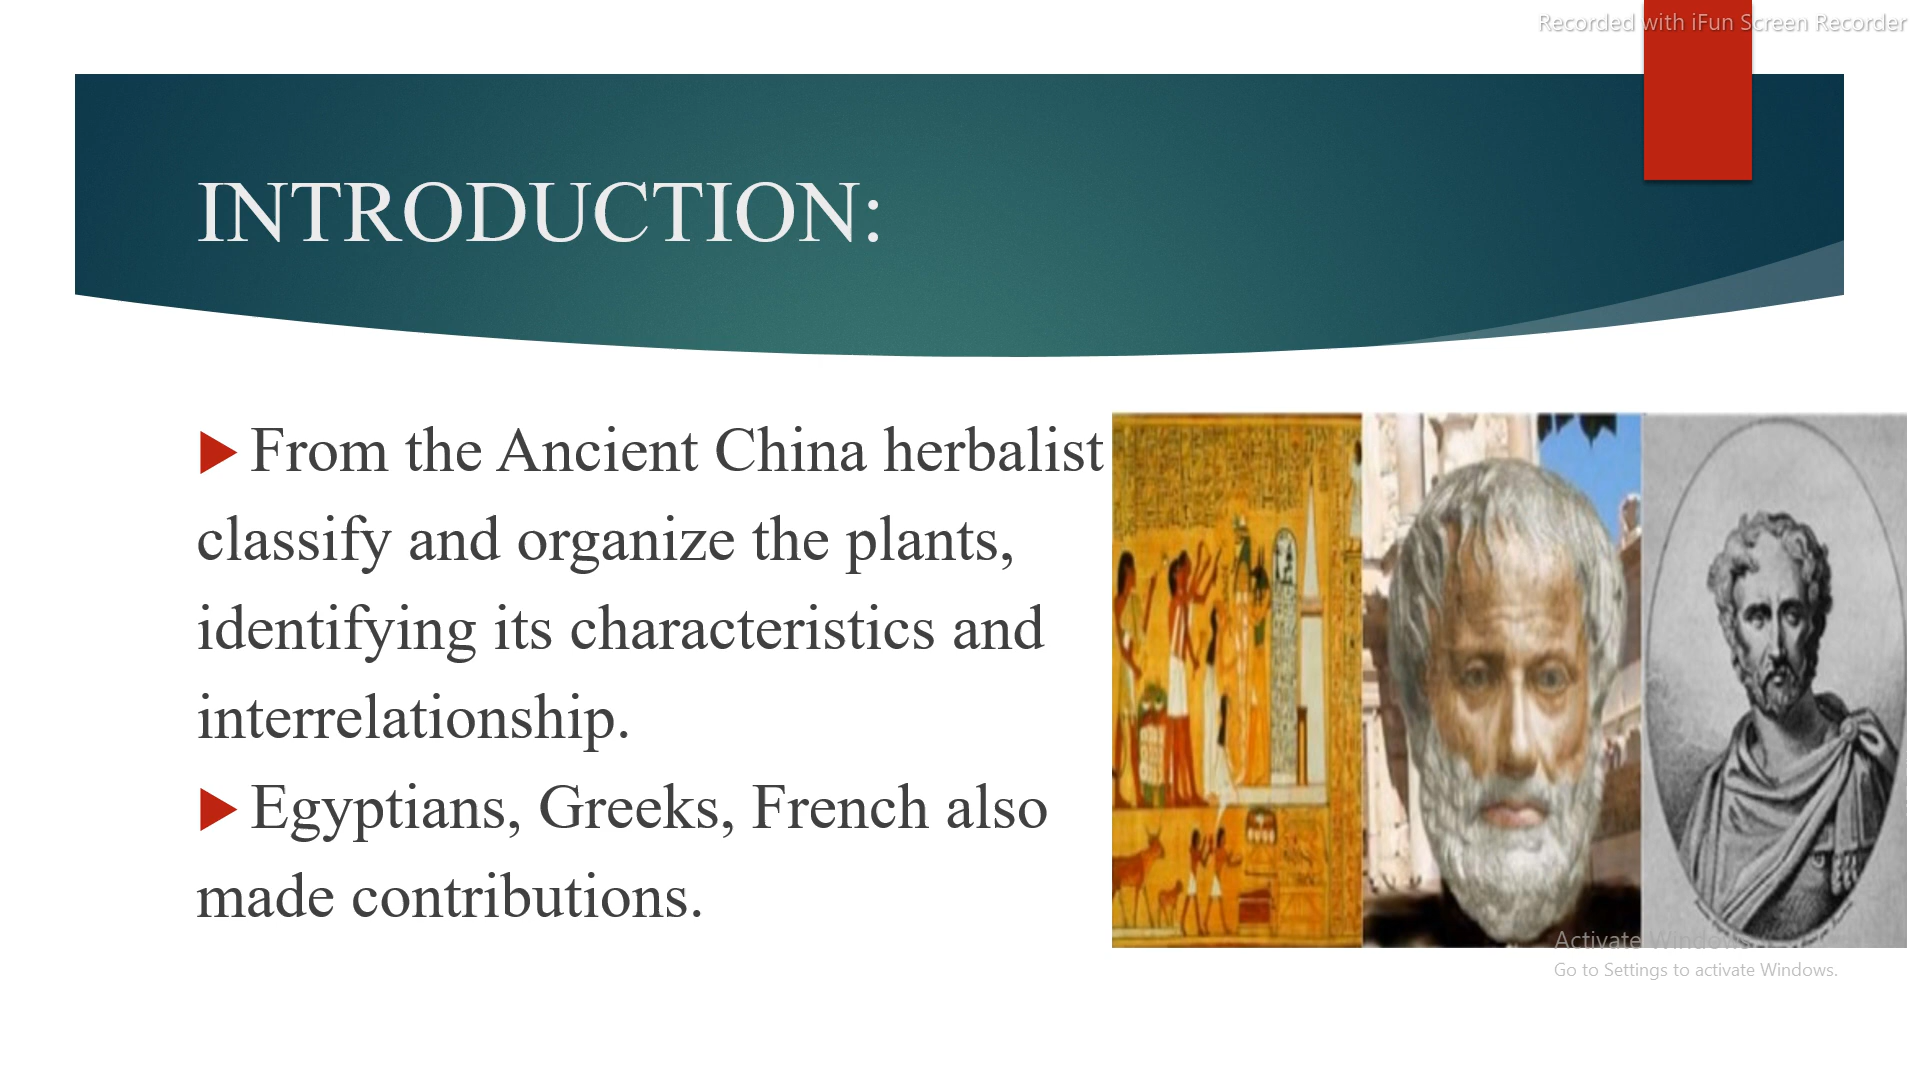 Recorded with iFun Screen Recorder
INTRODUCTION:
From the Ancient China herbalist
classify and organize the plants,
identifying its characteristics and
interrelationship.
Egyptians, Greeks, French also
made contributions.
Activate Windows
Go to Settings to activate Windows.